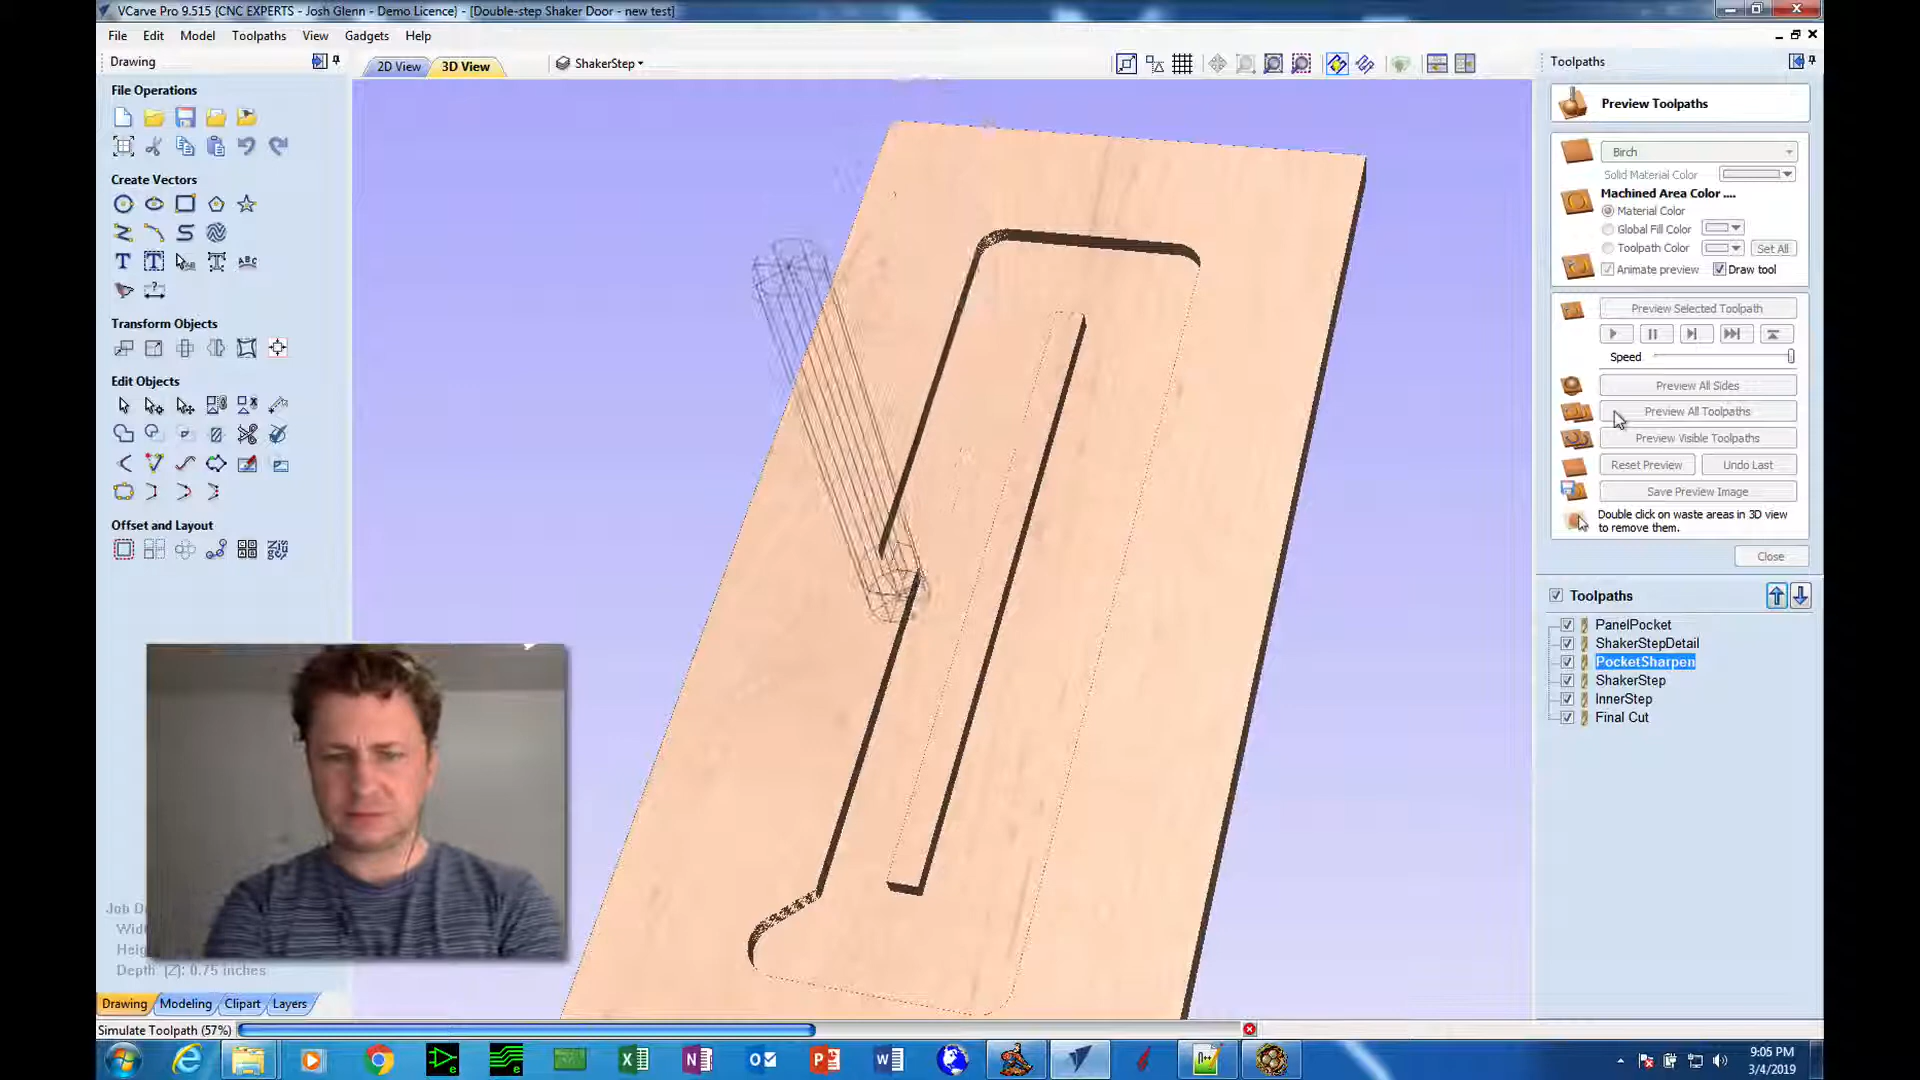 VCarve Pro 9.515 {CNC EXPERTS - Josh Glenn - Demo Licence} - [Double-step Shaker Door - new test]
File Edit Model Toolpaths View Gadgets Help
Drawing
2D View 3D View ShakerStep
Toolpaths
File Operations
Create Vectors
Transform Objects
Edit Objects
Offset and Layout
Job D
Wid
Heig
Depth (Z): 0.75 inches
Drawing Modeling Clipart Layers
Simulate Toolpath (57%)
Preview Toolpaths
Birch
Solid Material Color
Machined Area Color ....
Material Color
Global Fill Color
Toolpath Color Set All
Animate preview Draw tool
Preview Selected Toolpath
Speed
Preview All Sides
Preview All Toolpaths
Preview Visible Toolpaths
Reset Preview Undo Last
Save Preview Image
Double click on waste areas in 3D view
to remove them.
Close
Toolpaths
PanelPocket
ShakerStepDetail
PocketSharpen
ShakerStep
InnerStep
Final Cut
9:05 PM
3/4/2019